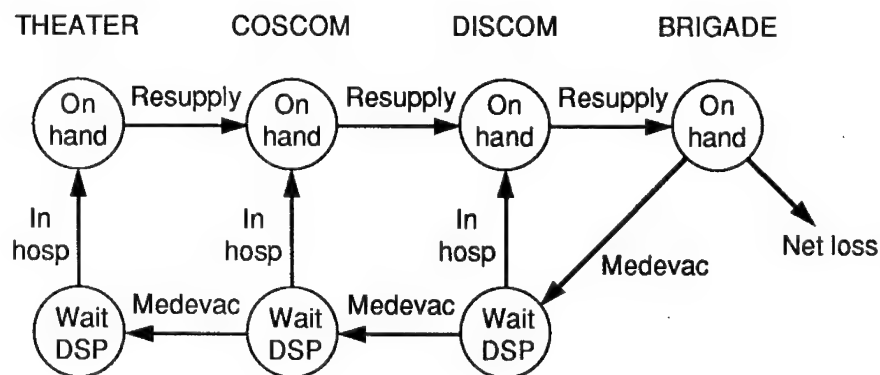 THEATER COSCOM DISCOM BRIGADE
On hand
Resupply
On hand
Resupply
On hand
Resupply
On hand
In hosp
In hosp
In hosp
Medevac
Net loss
Wait DSP
Medevac
Wait DSP
Medevac
Wait DSP